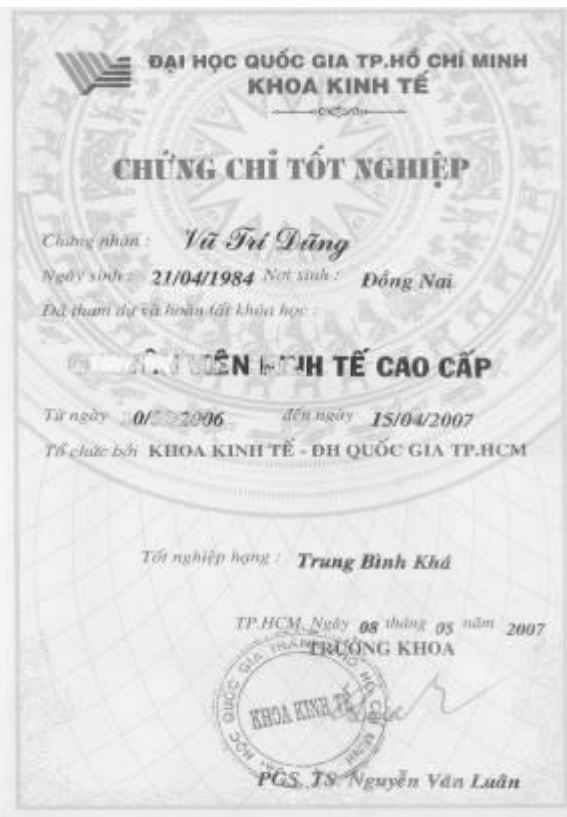 ĐẠI HỌC QUỐC GIA TP.HỒ CHÍ MINH
KHOA KINH TẾ
CHỨNG CHỈ TỐT NGHIỆP
Chứng nhận : Vũ Trí Dũng
Ngày sinh : 21/04/1984 Nơi sinh : Đồng Nai
Đã tham dự và hoàn tất khóa học :
VIÊN KINH TẾ CAO CẤP
Từ ngày 2006 đến ngày 15/04/2007
Tổ chức bởi KHOA KINH TẾ - ĐH QUỐC GIA TP.HCM
Tốt nghiệp hạng : Trung Bình Khá
TP.HCM, Ngày 08 tháng 05 năm 2007
TRƯỞNG KHOA
KHOA KINH TẾ
PGS. TS. Nguyễn Văn Luân